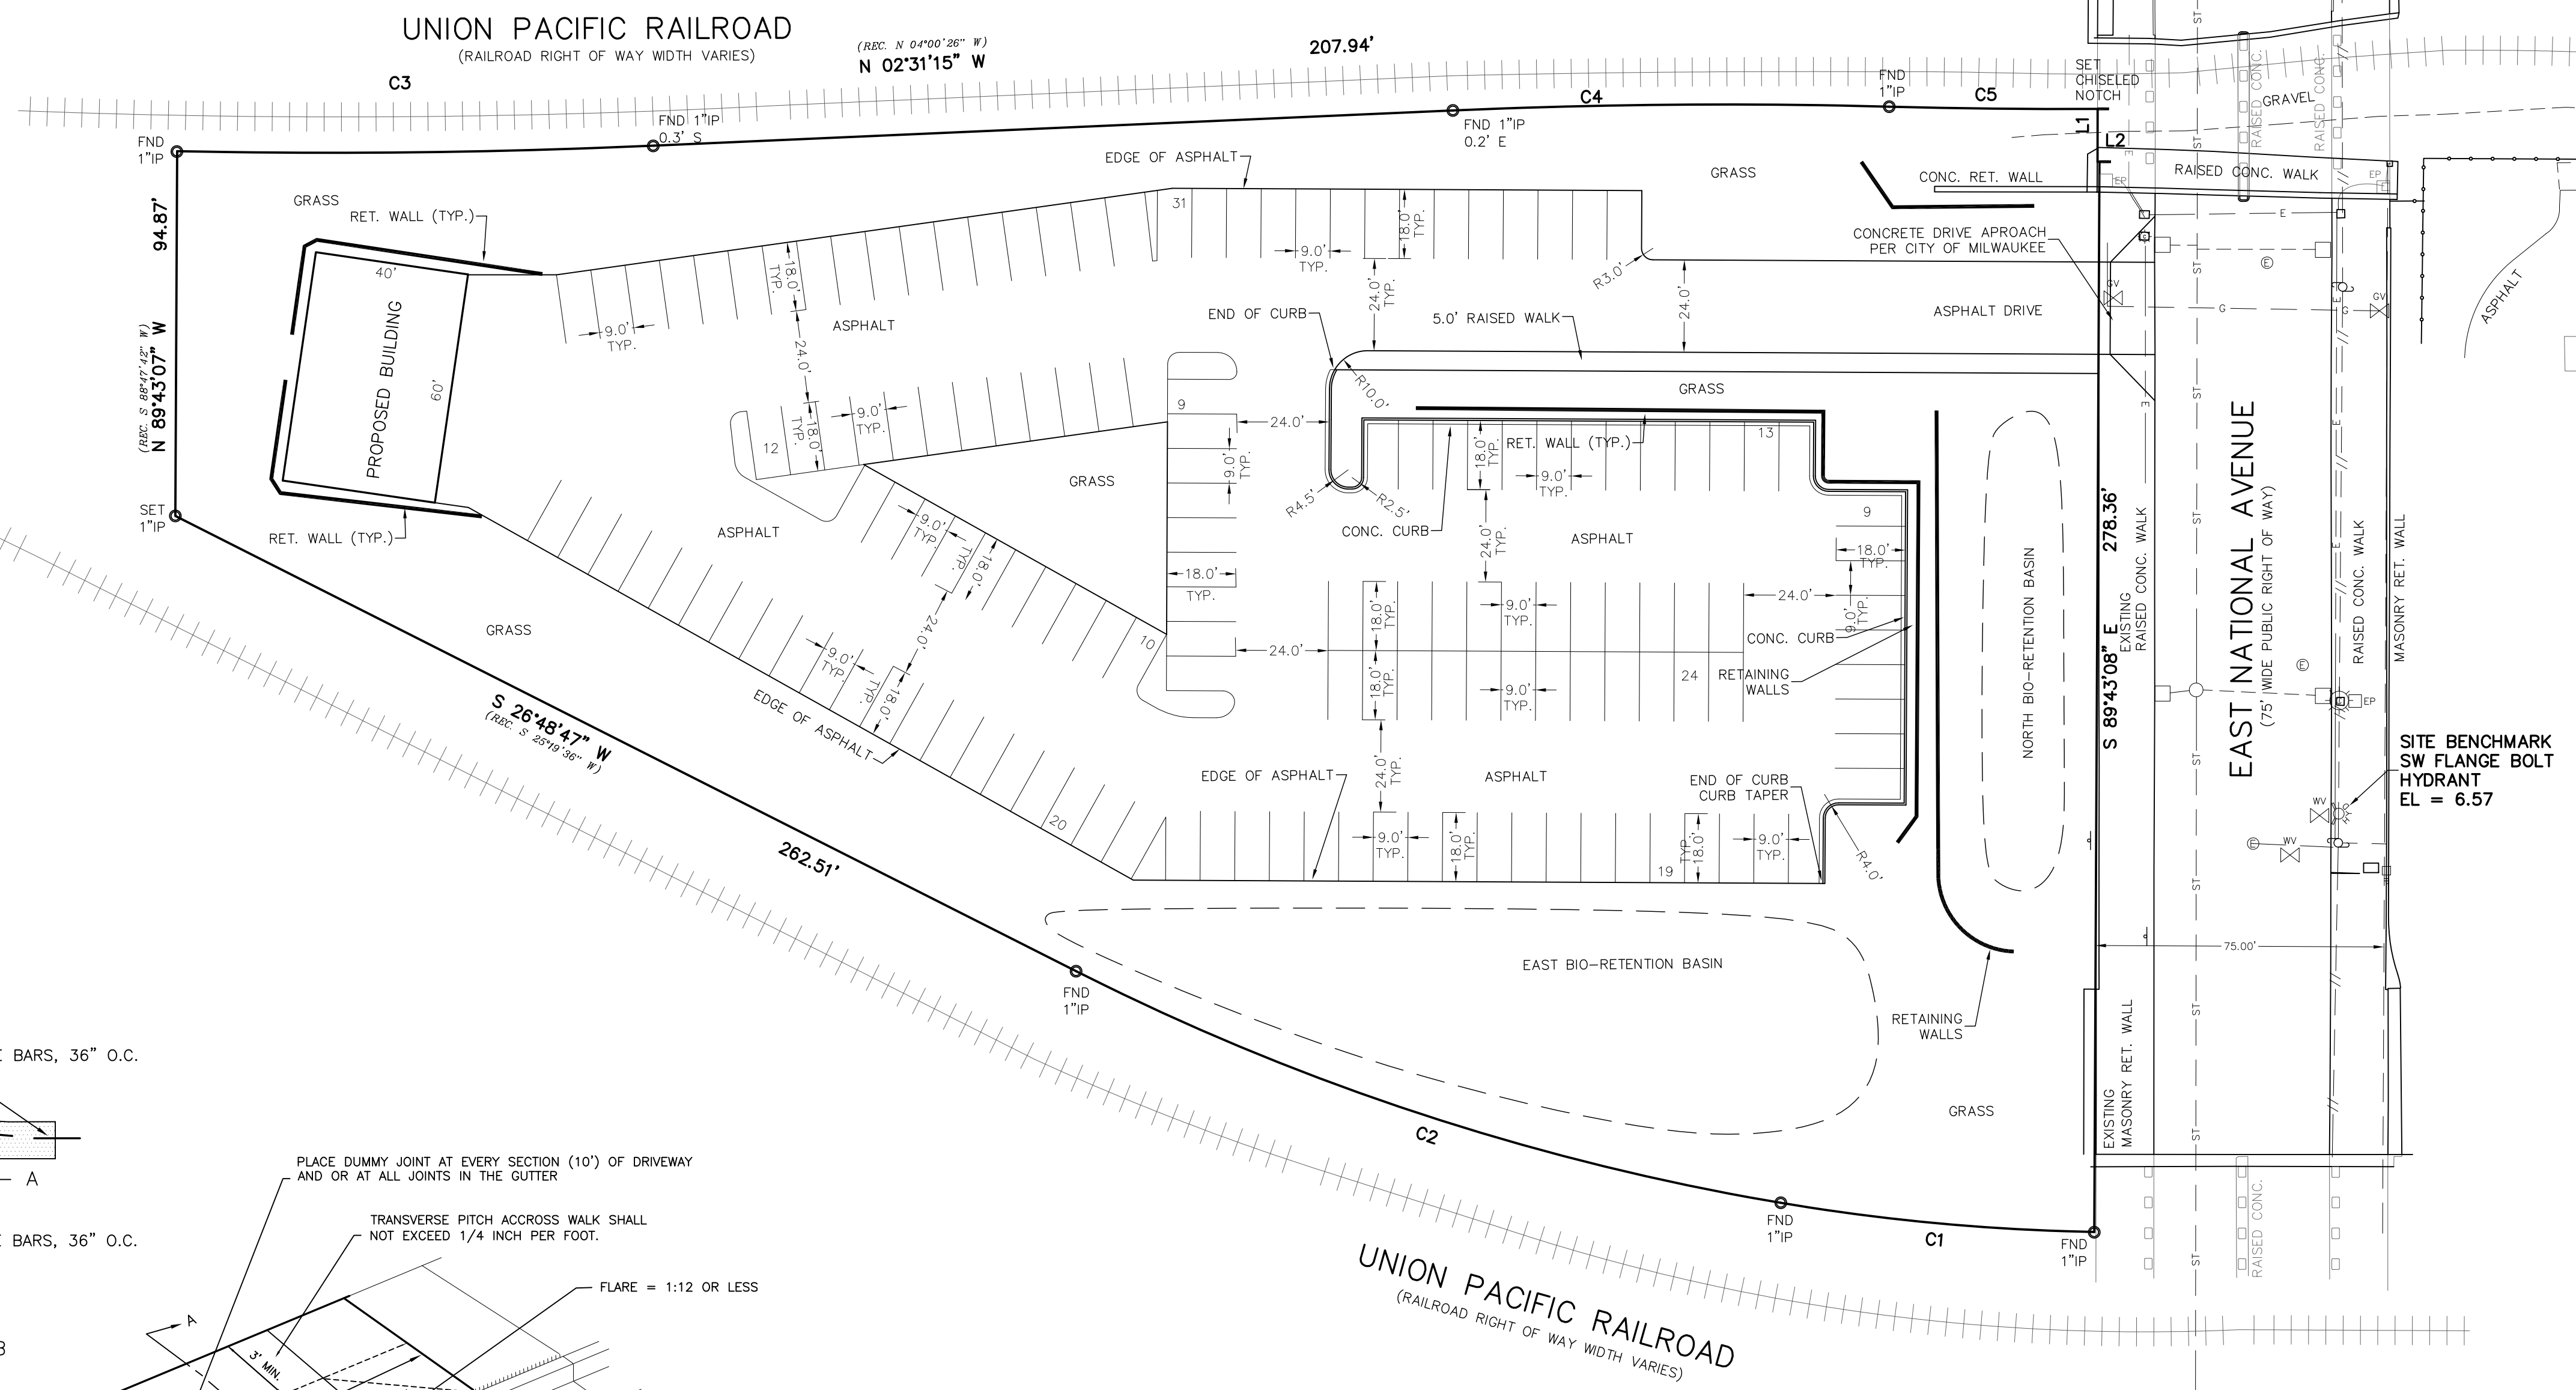 UNION PACIFIC RAILROAD
(RAILROAD RIGHT OF WAY WIDTH VARIES)
(REC. N 04°00'26" W)
N 02°31'15" W
207.94'
C3
C4
C5
FND
1"IP
FND 1"IP
0.3' S
FND 1"IP
0.2' E
FND
1"IP
SET
CHISELED
NOTCH
L1
L2
RAISED CONC.
RAISED CONC.
GRAVEL
RAISED CONC. WALK
CONC. RET. WALL
CONCRETE DRIVE APROACH
PER CITY OF MILWAUKEE
ASPHALT DRIVE
ASPHALT
EDGE OF ASPHALT
GRASS
GRASS
RET. WALL (TYP.)
94.87'
(REC. S 88°47'42" W)
N 89°43'07" W
SET
1"IP
40'
60'
PROPOSED BUILDING
RET. WALL (TYP.)
31
18.0'
TYP.
9.0'
TYP.
18.0'
TYP.
9.0'
TYP.
24.0'
ASPHALT
24.0'
TYP.
R3.0'
24.0'
END OF CURB
5.0' RAISED WALK
R10.0'
GRASS
12
18.0'
TYP.
9.0'
TYP.
9
24.0'
9.0'
TYP.
GRASS
18.0'
TYP.
R4.5'
R2.5'
RET. WALL (TYP.)
13
18.0'
TYP.
9.0'
TYP.
CONC. CURB
24.0'
TYP.
ASPHALT
9
18.0'
TYP.
24.0'
9.0'
TYP.
CONC. CURB
RETAINING
WALLS
ASPHALT
9.0'
TYP.
18.0'
TYP.
24.0'
9.0'
TYP.
18.0'
TYP.
10
20
24.0'
18.0'
TYP.
18.0'
TYP.
9.0'
TYP.
9.0'
TYP.
24
GRASS
EDGE OF ASPHALT
S 26°48'47" W
(REC. S 25°19'36" W)
262.51'
EDGE OF ASPHALT
24.0'
TYP.
ASPHALT
END OF CURB
CURB TAPER
9.0'
TYP.
18.0'
TYP.
19
18.0'
TYP.
9.0'
TYP.
R4.0'
NORTH BIO-RETENTION BASIN
S 89°43'08" E
278.36'
EXISTING
RAISED CONC. WALK
EAST NATIONAL AVENUE
(75' WIDE PUBLIC RIGHT OF WAY)
RAISED CONC. WALK
MASONRY RET. WALL
SITE BENCHMARK
SW FLANGE BOLT
HYDRANT
EL = 6.57
EP
EP
EP
GV
GV
WV
WV
E
G
G
ST
75.00'
EAST BIO-RETENTION BASIN
RETAINING
WALLS
EXISTING
MASONRY RET. WALL
GRASS
FND
1"IP
C2
FND
1"IP
C1
FND
1"IP
RAISED CONC.
UNION PACIFIC RAILROAD
(RAILROAD RIGHT OF WAY WIDTH VARIES)
BARS, 36" O.C.
A
BARS, 36" O.C.
PLACE DUMMY JOINT AT EVERY SECTION (10') OF DRIVEWAY
AND OR AT ALL JOINTS IN THE GUTTER
TRANSVERSE PITCH ACCROSS WALK SHALL
NOT EXCEED 1/4 INCH PER FOOT.
FLARE = 1:12 OR LESS
A
3' MIN.